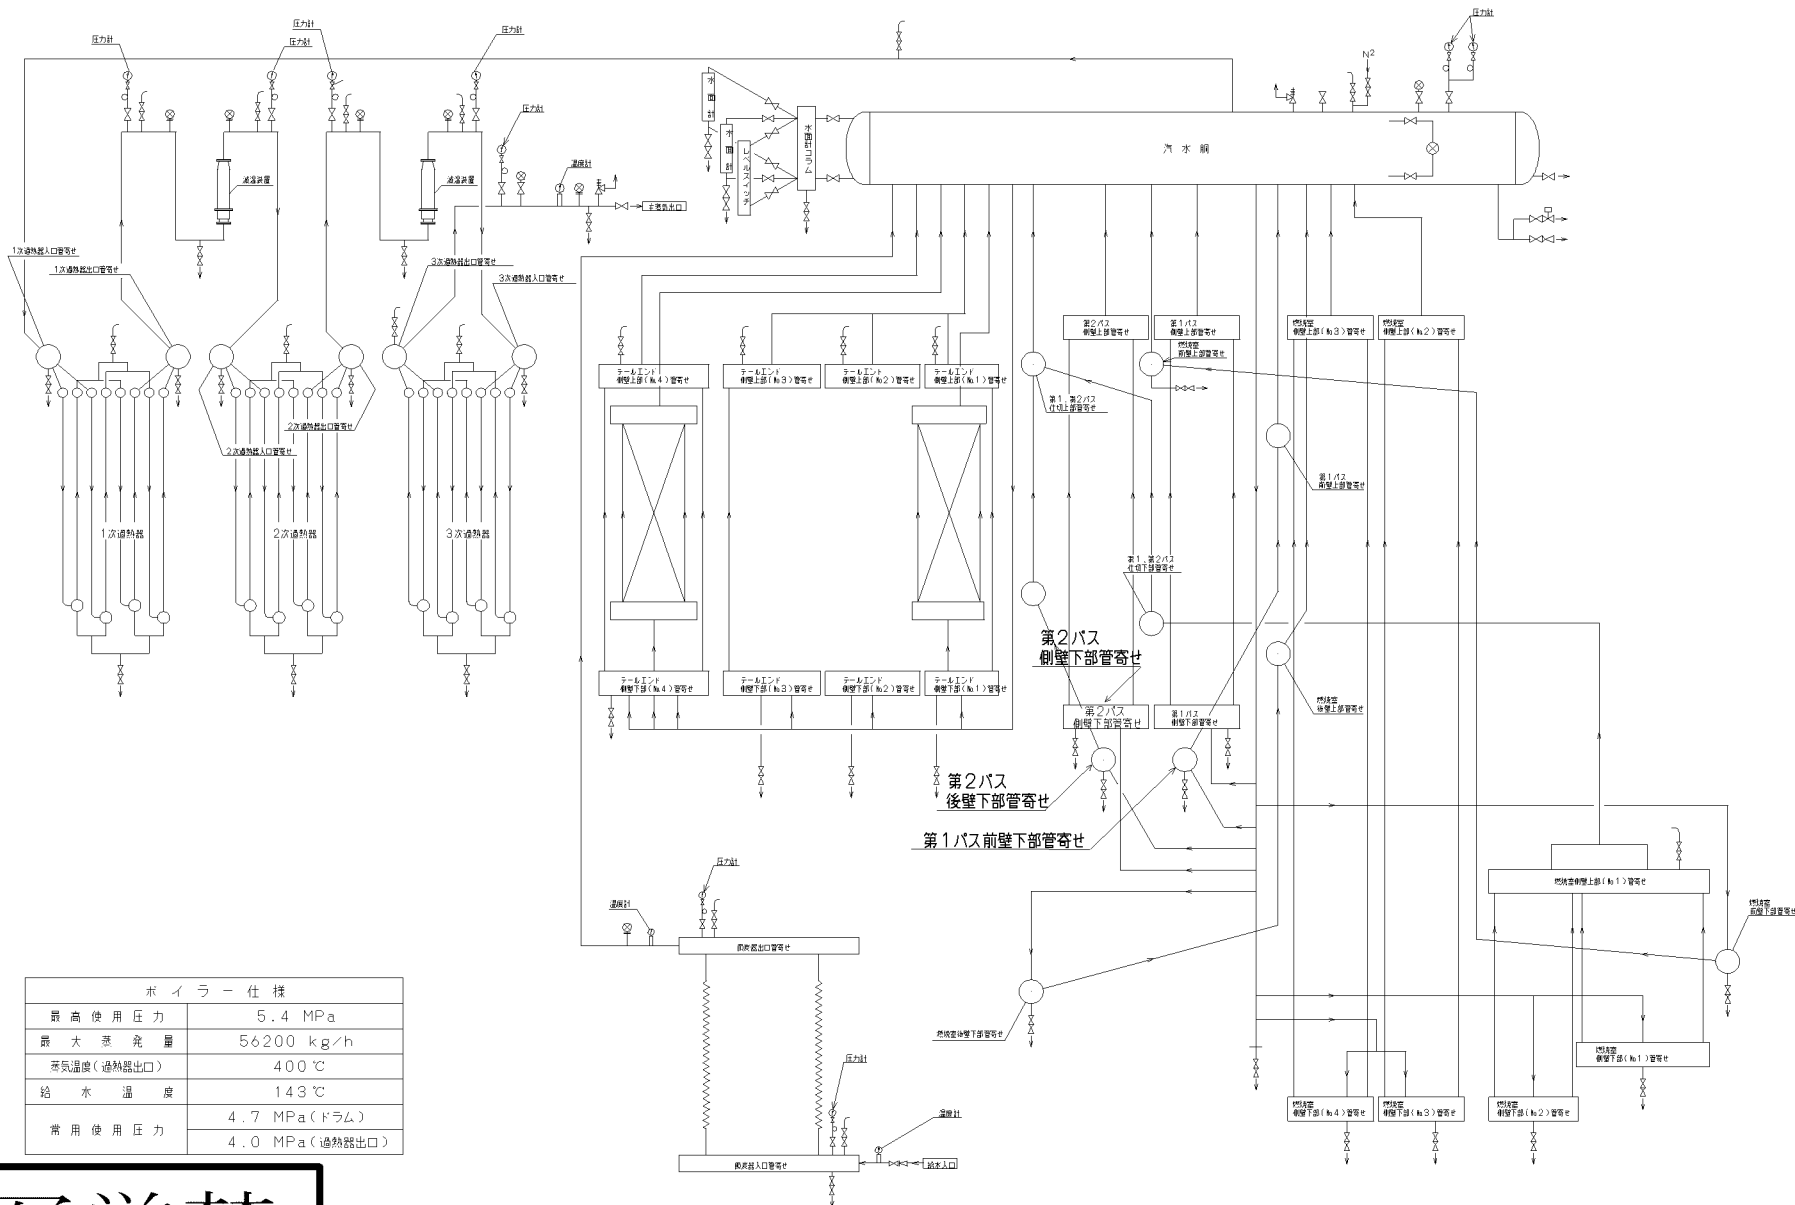 圧力計
圧力計
圧力計
圧力計
圧力計
N2
圧力計
温度計
主蒸気出口
減温装置
減温装置
水面計
水面計
レベルスイッチ
水面計コラム
汽水胴
1次過熱器入口管寄せ
1次過熱器出口管寄せ
3次過熱器出口管寄せ
3次過熱器入口管寄せ
2次過熱器出口管寄せ
2次過熱器入口管寄せ
1次過熱器
2次過熱器
3次過熱器
テールエンド
側壁上部(No.4)管寄せ
テールエンド
側壁上部(No3)管寄せ
テールエンド
側壁上部(No2)管寄せ
テールエンド
側壁上部(No.1)管寄せ
第2パス
側壁上部管寄せ
第1パス
側壁上部管寄せ
燃焼室
前壁上部管寄せ
燃焼室
側壁上部(No3)管寄せ
燃焼室
側壁上部(No2)管寄せ
第1、第2パス
仕切上部管寄せ
第1パス
前壁上部管寄せ
第1、第2パス
仕切下部管寄せ
第2パス
側壁下部管寄せ
テールエンド
側壁下部(No.4)管寄せ
テールエンド
側壁下部(No3)管寄せ
テールエンド
側壁下部(No2)管寄せ
テールエンド
側壁下部(No.1)管寄せ
第2パス
側壁下部管寄せ
第1パス
側壁下部管寄せ
燃焼室
後壁上部管寄せ
第2パス
後壁下部管寄せ
第1パス前壁下部管寄せ
圧力計
温度計
節炭器出口管寄せ
燃焼室側壁上部(No1)管寄せ
燃焼室
前壁下部管寄せ
燃焼室後壁下部管寄せ
燃焼室
側壁下部(No1)管寄せ
圧力計
温度計
燃焼室
側壁下部(No4)管寄せ
燃焼室
側壁下部(No3)管寄せ
燃焼室
側壁下部(No2)管寄せ
節炭器入口管寄せ
給水入口
ボイラー仕様
最高使用圧力 5.4 MPa
最大蒸発量 56200 kg/h
蒸気温度(過熱器出口) 400℃
給水温度 143℃
常用使用圧力 4.7 MPa(ドラム)
4.0 MPa(過熱器出口)